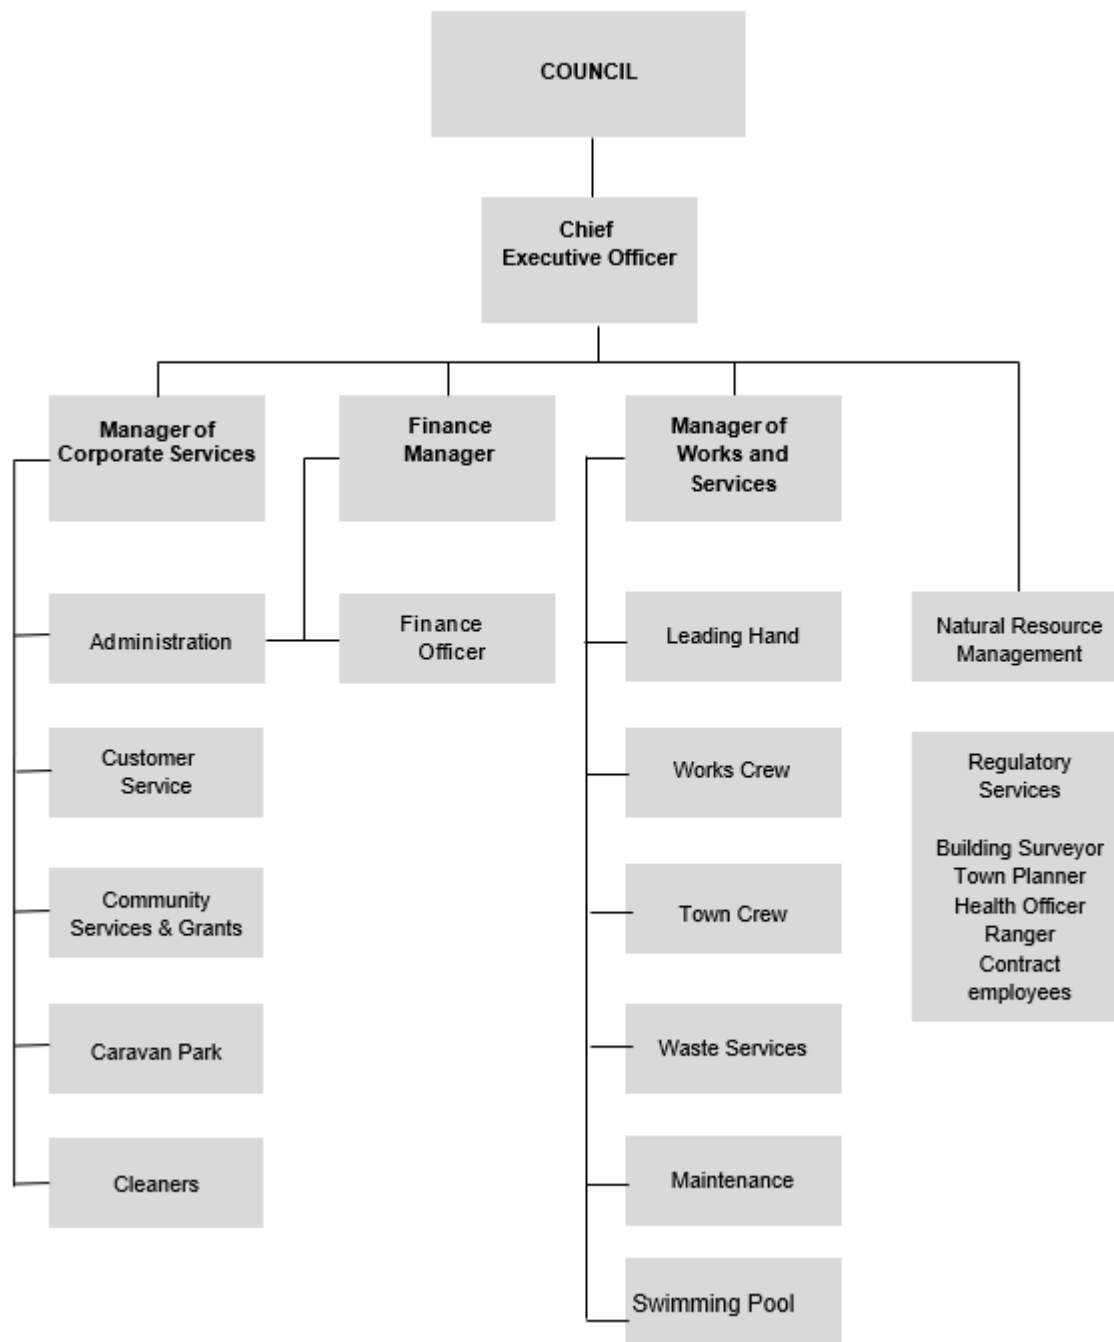 COUNCIL
Chief
Executive Officer
Manager of
Corporate Services
Finance
Manager
Manager of
Works and
Services
Administration
Finance
Officer
Leading Hand
Natural Resource
Management
Customer
Service
Works Crew
Regulatory
Services
Building Surveyor
Town Planner
Health Officer
Ranger
Contract
employees
Community
Services & Grants
Town Crew
Caravan Park
Waste Services
Cleaners
Maintenance
Swimming Pool